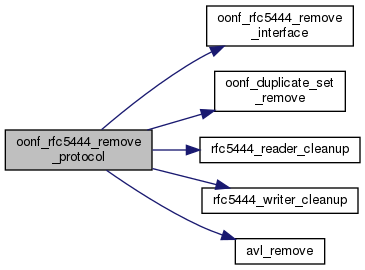 oonf_rfc5444_remove
_interface
oonf_duplicate_set
_remove
oonf_rfc5444_remove
_protocol
rfc5444_reader_cleanup
rfc5444_writer_cleanup
avl_remove